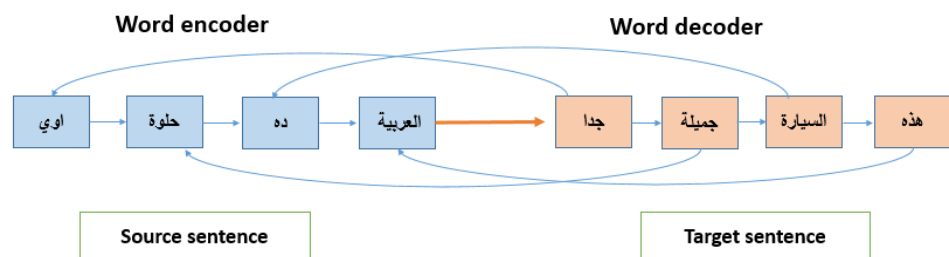 Word encoder
Word decoder
اوي
حلوة
ده
العربية
جدا
جميلة
السيارة
هذه
Source sentence
Target sentence